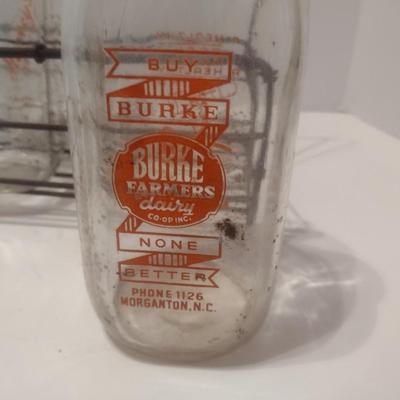 BUY
BURKE
BURKE
FARMERS
dairy
CO-OP INC.
NONE
BETTER
PHONE 1126
MORGANTON, N.C.